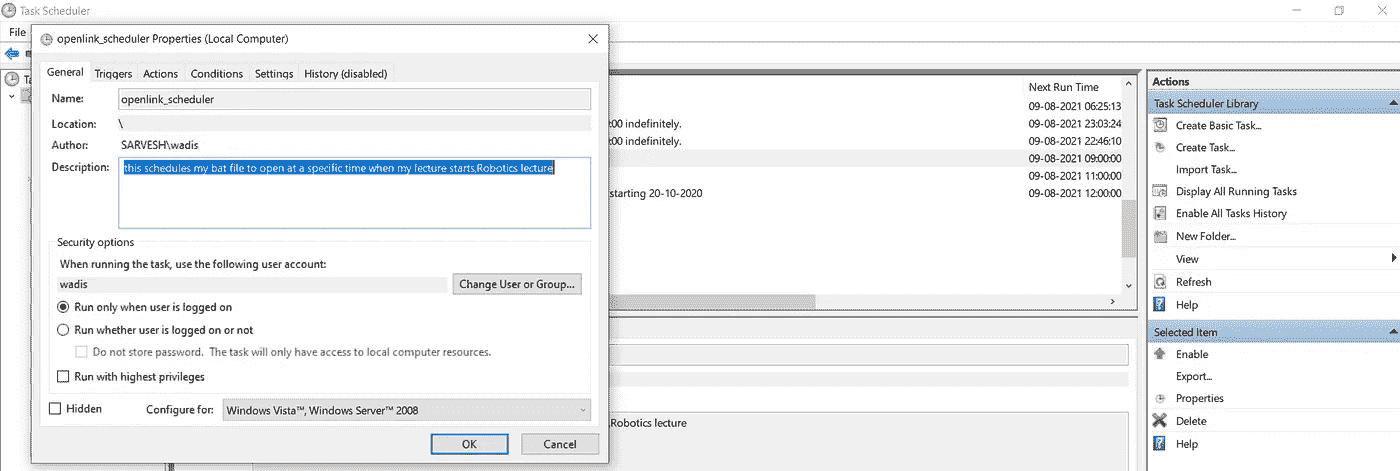 Task Scheduler
File
openlink_scheduler Properties (Local Computer)
General Triggers Actions Conditions Settings History (disabled)
Name: openlink_scheduler
Location: \
Author: SARVESH\wadis
Description: this schedules my bat file to open at a specific time when my fecture starts,Robotics lecture
Security options
When running the task, use the following user account:
wadis Change User or Group...
Run only when user is logged on
Run whether user is logged on or not
Do not store password. The task will only have access to local computer resources.
Run with highest privileges
Hidden Configure for: Windows Vista™, Windows Server™ 2008
OK Cancel
Next Run Time
09-08-2021 06:25:13
:00 indefinitely. 09-08-2021 23:03:24
:00 indefinitely. 09-08-2021 22:46:10
09-08-2021 09:00:00
09-08-2021 11:00:00
starting 20-10-2020 09-08-2021 12:00:00
,Robotics lecture
Actions
Task Scheduler Library
Create Basic Task...
Create Task...
Import Task...
Display All Running Tasks
Enable All Tasks History
New Folder...
View
Refresh
Help
Selected Item
Enable
Export...
Properties
Delete
Help